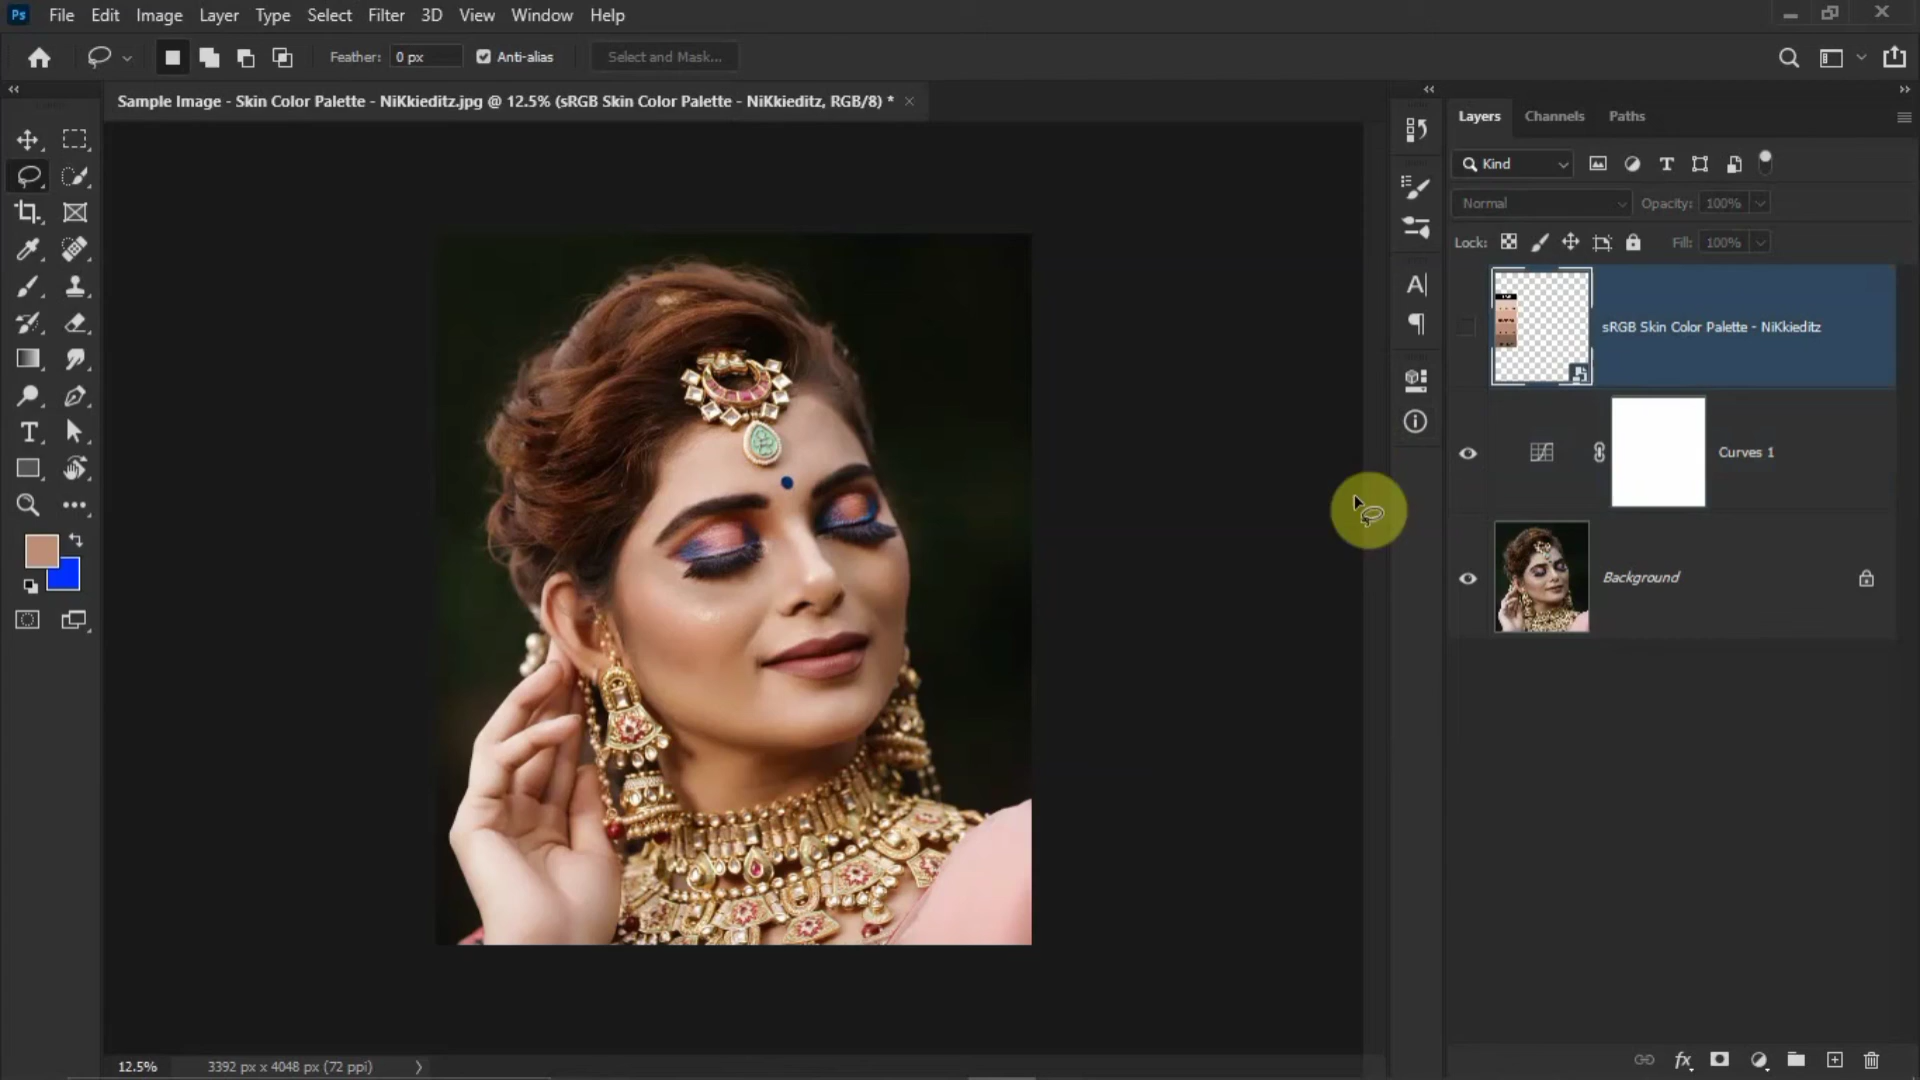 Ps File Edit Image Layer Type Select Filter 3D View Window Help
Feather: 0 px Anti-alias Select and Mask...
Sample Image - Skin Color Palette - NiKkieditz.jpg @ 12.5% (sRGB Skin Color Palette - NiKkieditz, RGB/8) *
Layers Channels Paths
Kind
Normal Opacity: 100%
Lock: Fill: 100%
sRGB Skin Color Palette - NiKkieditz
Curves 1
Background
12.5% 3392 px x 4048 px (72 ppi)